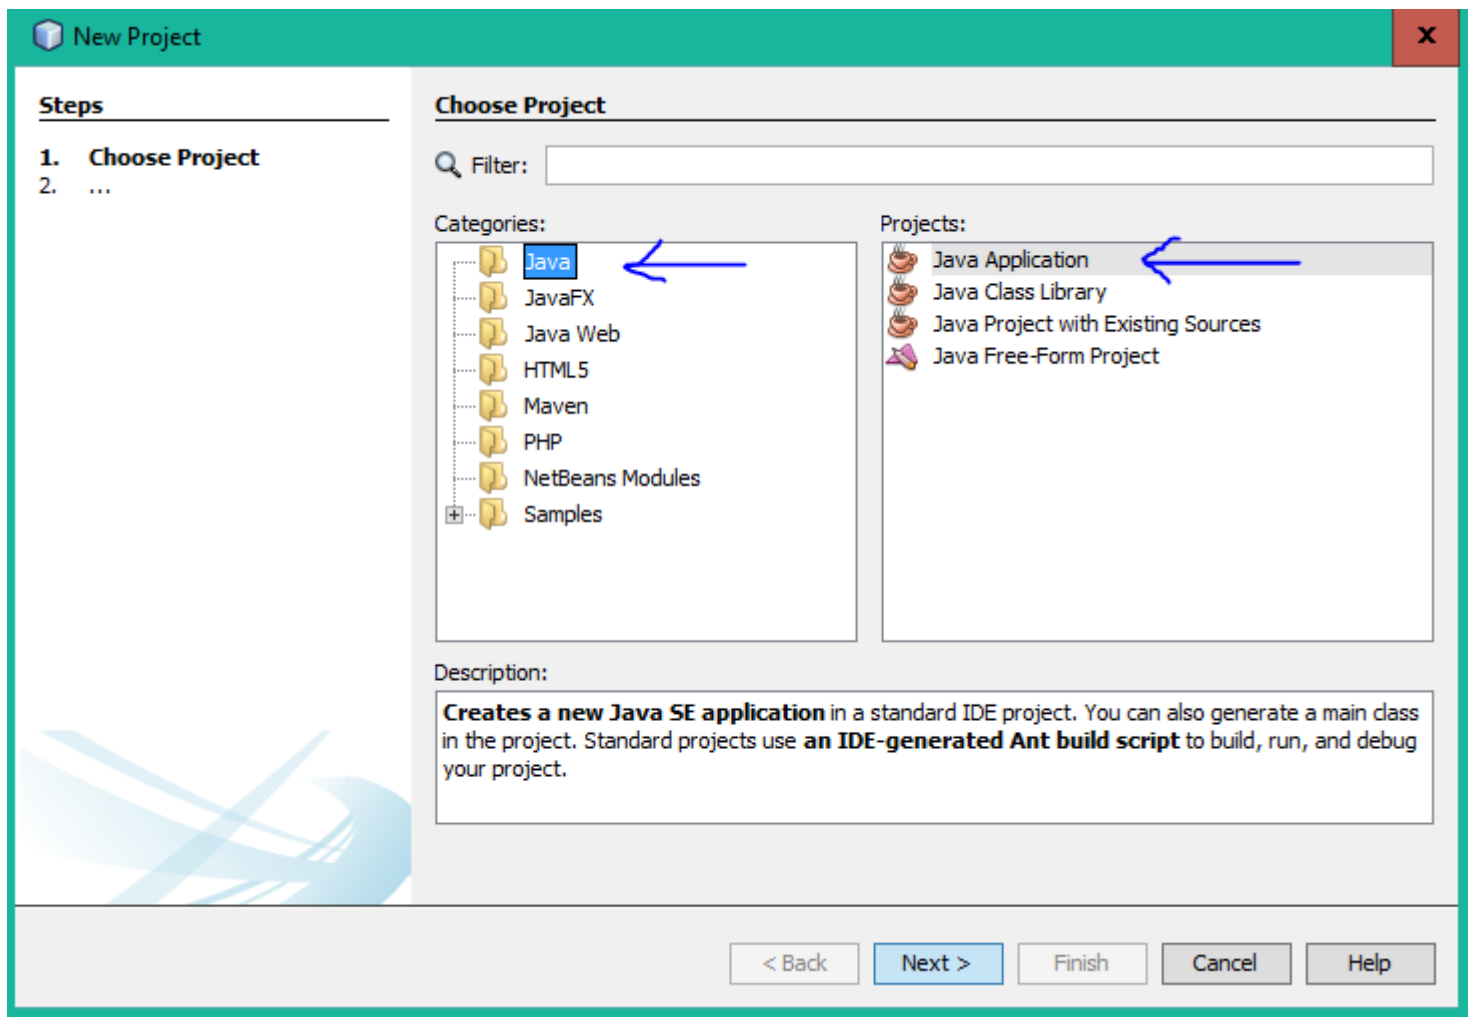 New Project
x
Steps
1. Choose Project
2. ...
Choose Project
Filter:
Categories:
Java
JavaFX
Java Web
HTML5
Maven
PHP
NetBeans Modules
Samples
Projects:
Java Application
Java Class Library
Java Project with Existing Sources
Java Free-Form Project
Description:
Creates a new Java SE application in a standard IDE project. You can also generate a main class
in the project. Standard projects use an IDE-generated Ant build script to build, run, and debug
your project.
< Back
Next >
Finish
Cancel
Help